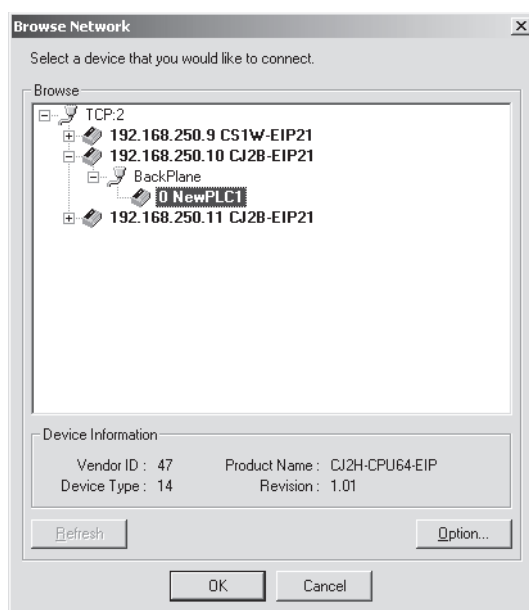 Browse Network
Select a device that you would like to connect.
Browse
TCP:2
192.168.250.9 CS1W-EIP21
192.168.250.10 CJ2B-EIP21
BackPlane
0 NewPLC1
192.168.250.11 CJ2B-EIP21
Device Information
Vendor ID : 47 Product Name : CJ2H-CPU64-EIP
Device Type : 14 Revision : 1.01
Refresh Option...
OK Cancel